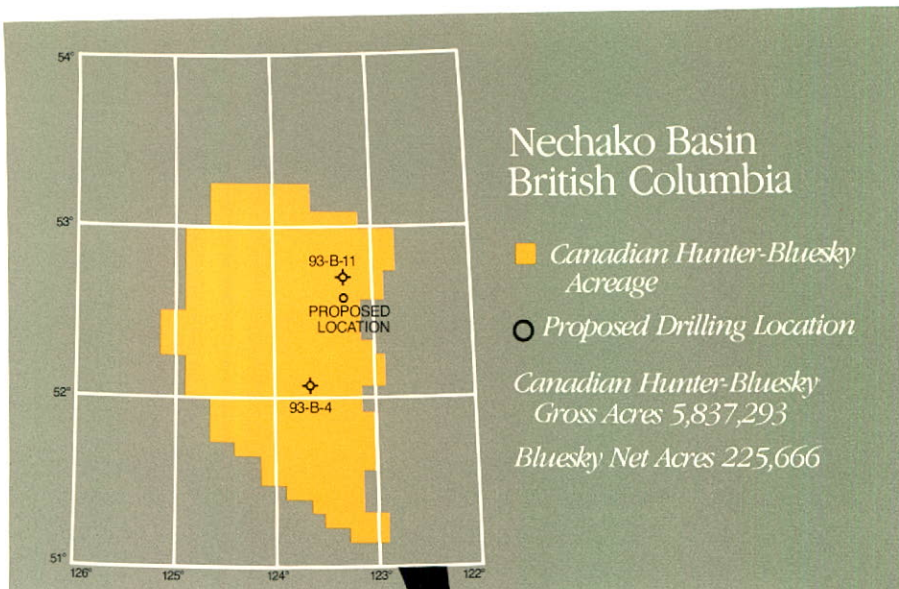 54°
53°
52°
51°
126°
125°
124°
123°
122°
93-B-11
PROPOSED
LOCATION
93-B-4
Nechako Basin
British Columbia
Canadian Hunter-Bluesky
Acreage
Proposed Drilling Location
Canadian Hunter-Bluesky
Gross Acres 5,837,293
Bluesky Net Acres 225,666